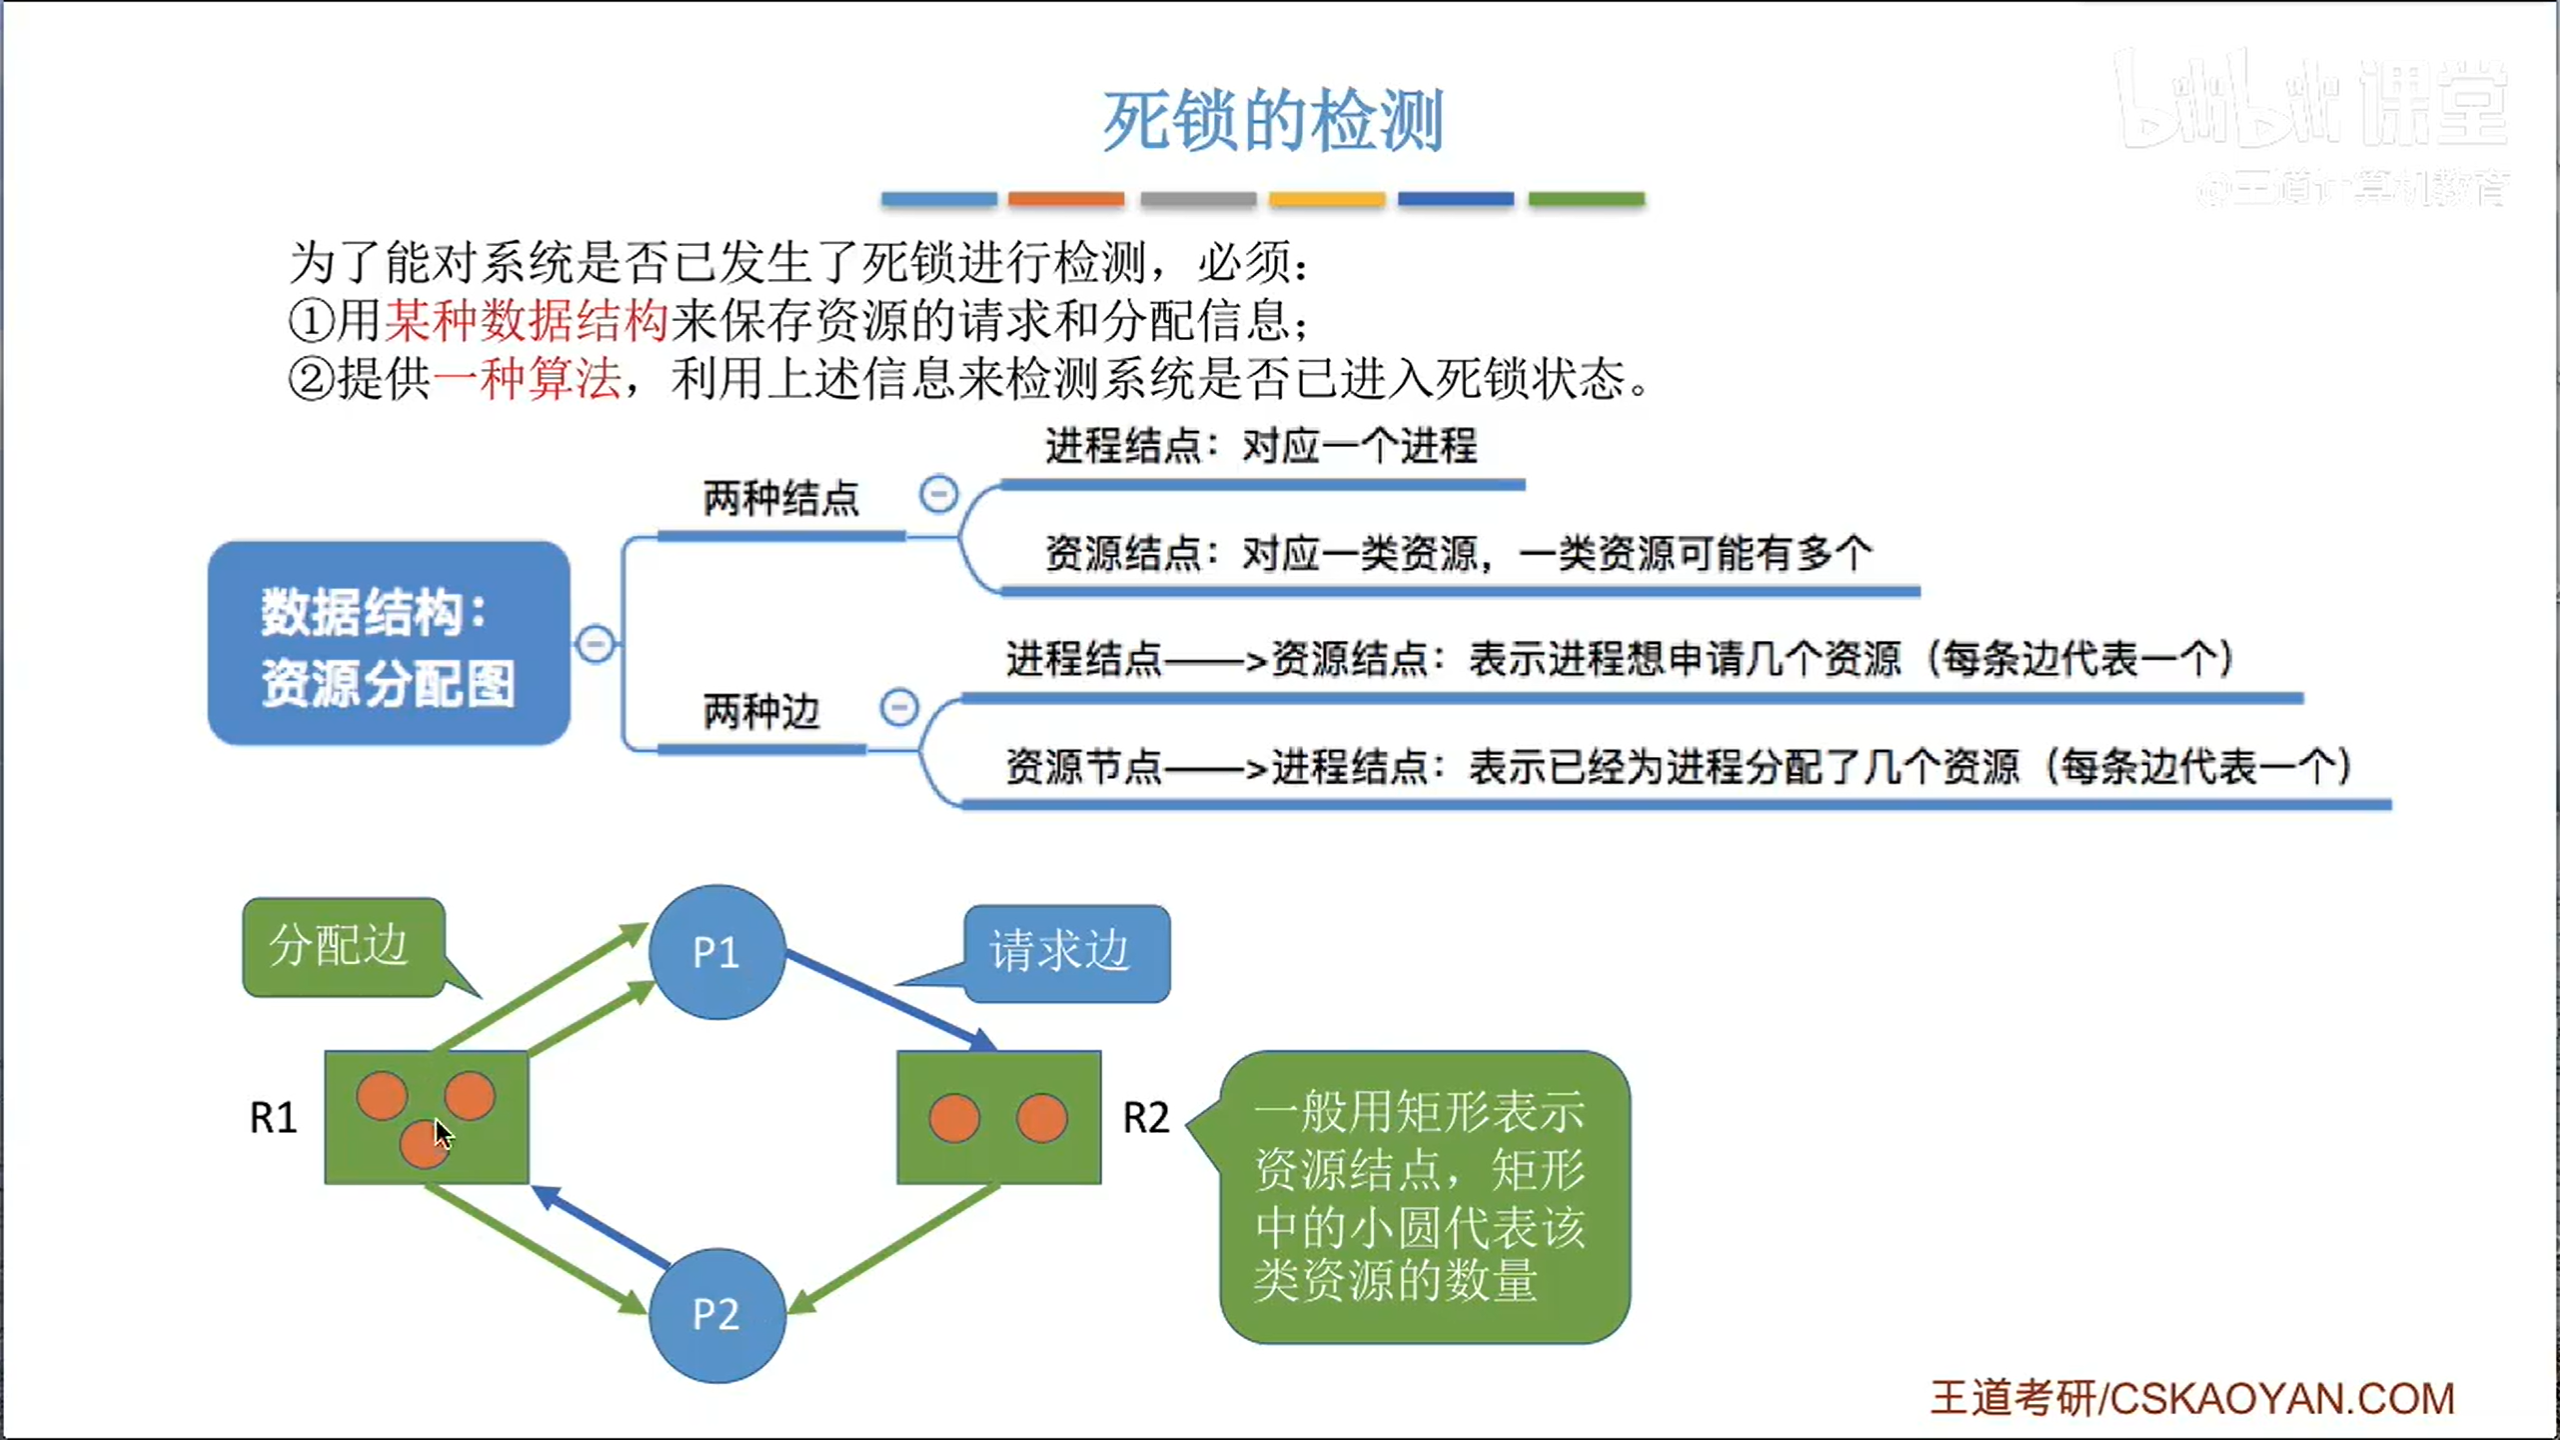 死锁的检测
bilibili 课堂
@王道计算机教育
为了能对系统是否已发生了死锁进行检测，必须：
①用某种数据结构来保存资源的请求和分配信息；
②提供一种算法，利用上述信息来检测系统是否已进入死锁状态。
数据结构：
资源分配图
两种结点
进程结点：对应一个进程
资源结点：对应一类资源，一类资源可能有多个
两种边
进程结点——>资源结点：表示进程想申请几个资源（每条边代表一个）
资源节点——>进程结点：表示已经为进程分配了几个资源（每条边代表一个）
分配边
P1
请求边
R1
R2
一般用矩形表示
资源结点，矩形
中的小圆代表该
类资源的数量
P2
王道考研/CSKAOYAN.COM